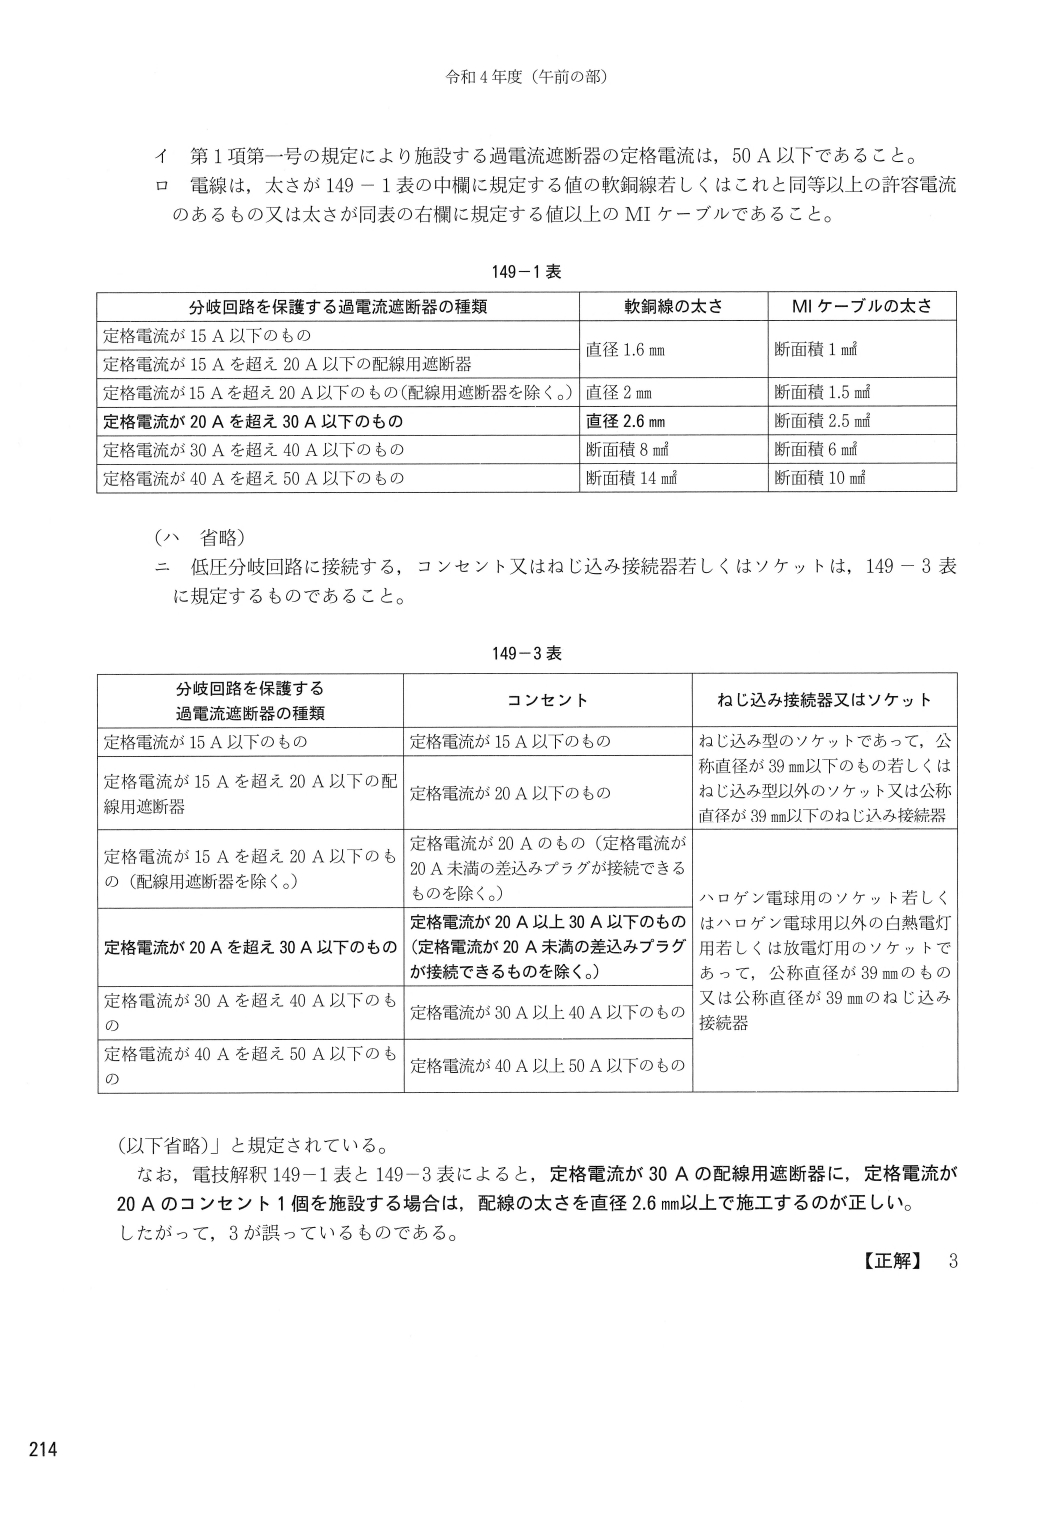 令和4年度（午前の部）
イ　第1項第一号の規定により施設する過電流遮断器の定格電流は，50 A 以下であること。
ロ　電線は，太さが 149 − 1 表の中欄に規定する値の軟銅線若しくはこれと同等以上の許容電流
のあるもの又は太さが同表の右欄に規定する値以上の MI ケーブルであること。
149−1 表
分岐回路を保護する過電流遮断器の種類　軟銅線の太さ　MI ケーブルの太さ
定格電流が 15 A 以下のもの
直径 1.6 ㎜　断面積 1 ㎟
定格電流が 15 A を超え 20 A 以下の配線用遮断器
定格電流が 15 A を超え 20 A 以下のもの（配線用遮断器を除く。）　直径 2 ㎜　断面積 1.5 ㎟
定格電流が 20 A を超え 30 A 以下のもの　直径 2.6 ㎜　断面積 2.5 ㎟
定格電流が 30 A を超え 40 A 以下のもの　断面積 8 ㎟　断面積 6 ㎟
定格電流が 40 A を超え 50 A 以下のもの　断面積 14 ㎟　断面積 10 ㎟
（ハ　省略）
ニ　低圧分岐回路に接続する，コンセント又はねじ込み接続器若しくはソケットは，149 − 3 表
に規定するものであること。
149−3 表
分岐回路を保護する
過電流遮断器の種類
コンセント
ねじ込み接続器又はソケット
定格電流が 15 A 以下のもの
定格電流が 15 A 以下のもの
ねじ込み型のソケットであって，公
称直径が 39 ㎜以下のもの若しくは
ねじ込み型以外のソケット又は公称
直径が 39 ㎜以下のねじ込み接続器
定格電流が 15 A を超え 20 A 以下の配
線用遮断器
定格電流が 20 A 以下のもの
定格電流が 15 A を超え 20 A 以下のも
の（配線用遮断器を除く。）
定格電流が 20 A のもの（定格電流が
20 A 未満の差込みプラグが接続できる
ものを除く。）
ハロゲン電球用のソケット若しく
はハロゲン電球用以外の白熱電灯
用若しくは放電灯用のソケットで
あって，公称直径が 39 ㎜のもの
又は公称直径が 39 ㎜のねじ込み
接続器
定格電流が 20 A を超え 30 A 以下のもの
定格電流が 20 A 以上 30 A 以下のもの
（定格電流が 20 A 未満の差込みプラグ
が接続できるものを除く。）
定格電流が 30 A を超え 40 A 以下のも
の
定格電流が 30 A 以上 40 A 以下のもの
定格電流が 40 A を超え 50 A 以下のも
の
定格電流が 40 A 以上 50 A 以下のもの
（以下省略）」と規定されている。
なお，電技解釈 149−1 表と 149−3 表によると，定格電流が 30 A の配線用遮断器に，定格電流が
20 A のコンセント 1 個を施設する場合は，配線の太さを直径 2.6 ㎜以上で施工するのが正しい。
したがって，3 が誤っているものである。
【正解】　3
214